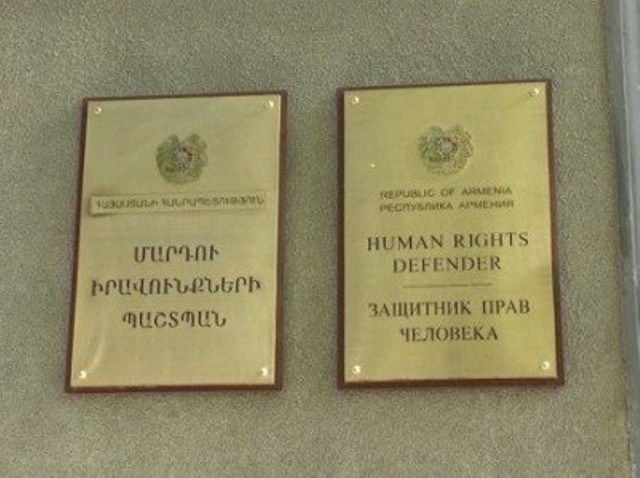 ՀԱՅԱՍՏԱՆԻ ՀԱՆՐԱՊԵՏՈՒԹՅՈՒՆ
ՄԱՐԴՈՒ
ԻՐԱՎՈՒՆՔՆԵՐԻ
ՊԱՇՏՊԱՆ
REPUBLIC OF ARMENIA
РЕСПУБЛИКА АРМЕНИЯ
HUMAN RIGHTS
DEFENDER
ЗАЩИТНИК ПРАВ
ЧЕЛОВЕКА